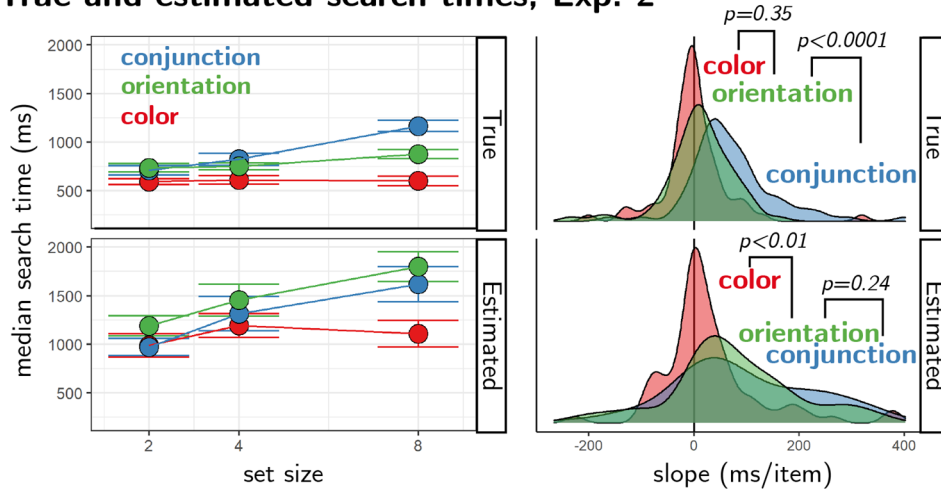 True and estimated search times, Exp. 2
median search time (ms)
2000
1500
1000
500
conjunction
orientation
color
True
2000
1500
1000
500
Estimated
2
4
8
set size
p=0.35
p<0.0001
color
orientation
conjunction
True
p<0.01
p=0.24
color
orientation
conjunction
Estimated
-200
0
200
400
slope (ms/item)